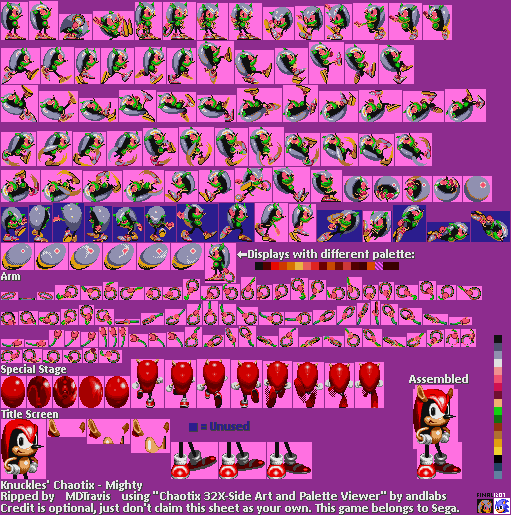 ←Displays with different palette:
Arm
Special Stage
Assembled
Title Screen
= Unused
Knuckles' Chaotix - Mighty
Ripped by MDTravis using "Chaotix 32X-Side Art and Palette Viewer" by andlabs
Credit is optional, just don't claim this sheet as your own. This game belongs to Sega.